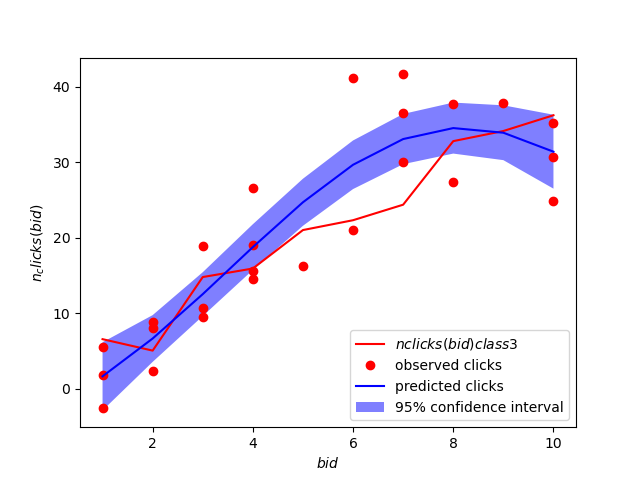 40
30
20
10
0
n_clicks(bid)
nclicks(bid)class3
observed clicks
predicted clicks
95% confidence interval
2 4 6 8 10
bid